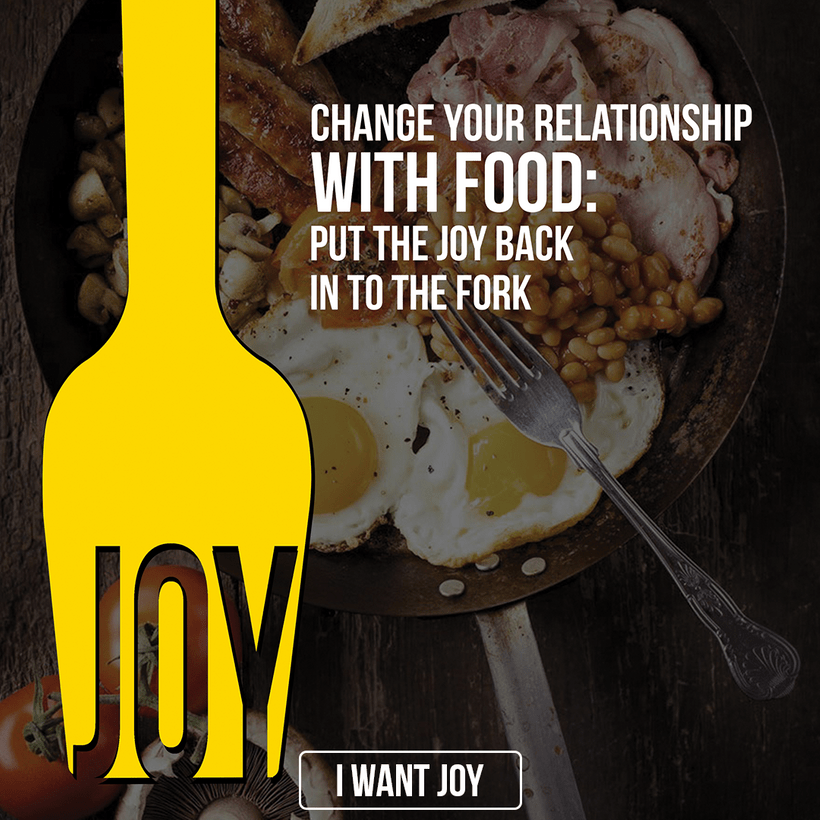 CHANGE YOUR RELATIONSHIP
WITH FOOD:
PUT THE JOY BACK
IN TO THE FORK
JOY
I WANT JOY